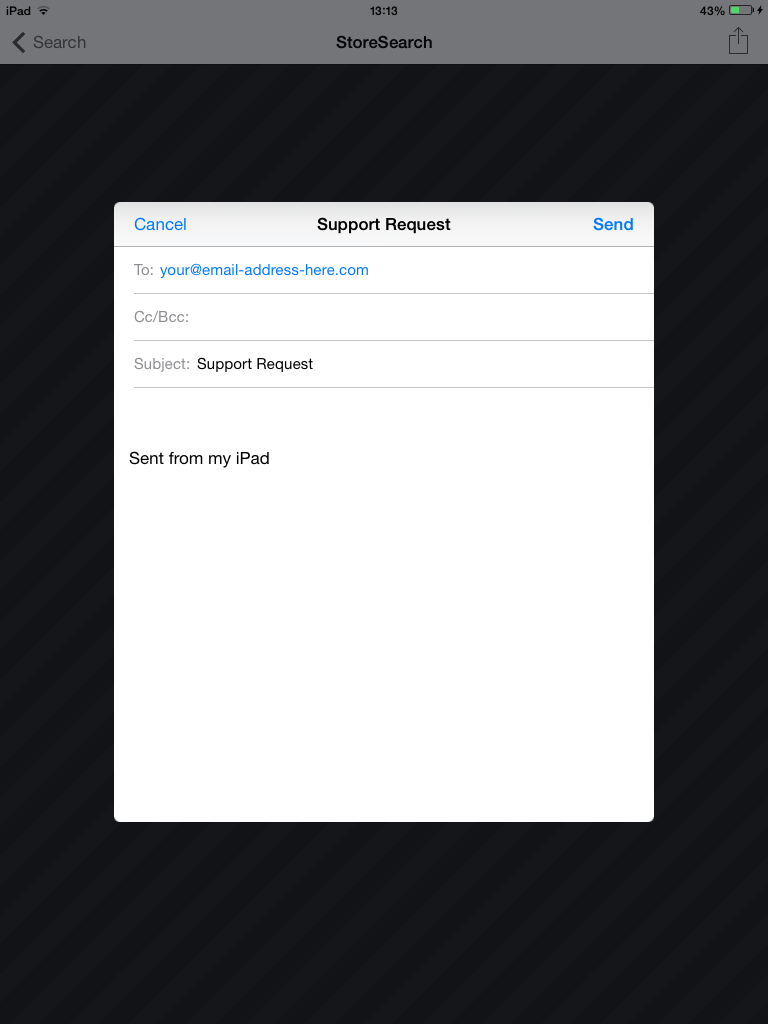 iPad 13:13 43%
Search StoreSearch
Cancel Support Request Send
To: your@email-address-here.com
Cc/Bcc:
Subject: Support Request
Sent from my iPad